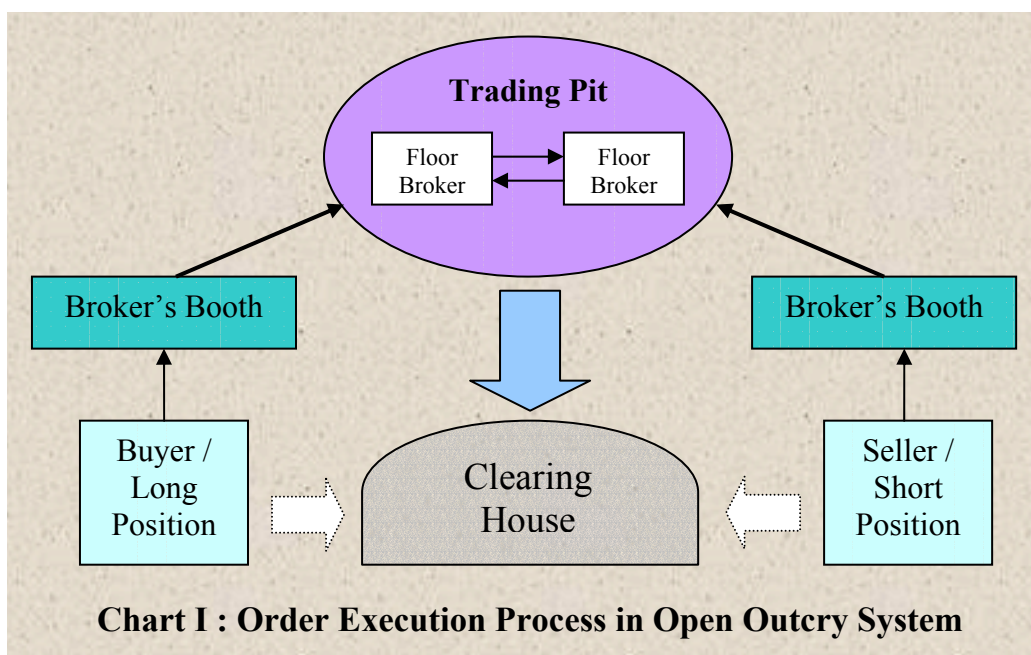 Trading Pit
Floor
Broker
Floor
Broker
Broker’s Booth
Broker’s Booth
Buyer /
Long
Position
Clearing
House
Seller /
Short
Position
Chart I : Order Execution Process in Open Outcry System